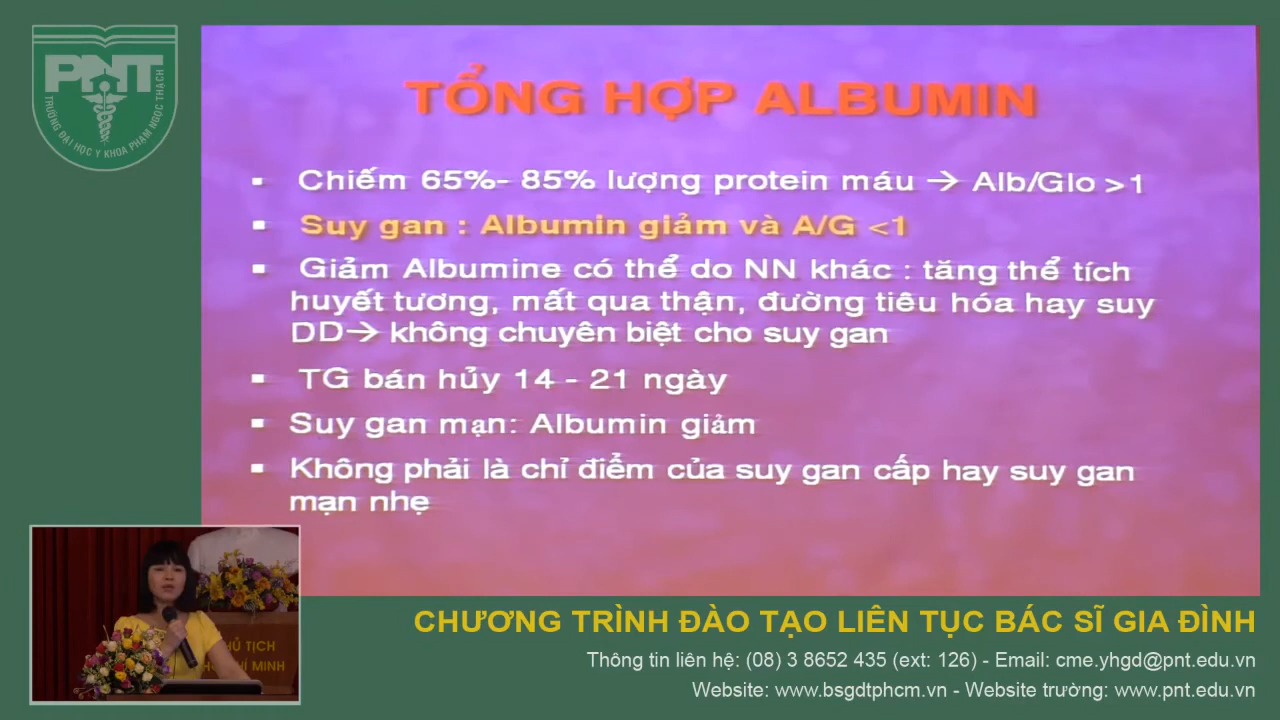 PNT
TRƯỜNG ĐẠI HỌC Y KHOA PHẠM NGỌC THẠCH
TỔNG HỢP ALBUMIN
▪ Chiếm 65%- 85% lượng protein máu → Alb/Glo >1
▪ Suy gan : Albumin giảm và A/G <1
▪ Giảm Albumine có thể do NN khác : tăng thể tích
huyết tương, mất qua thận, đường tiêu hóa hay suy
DD→ không chuyên biệt cho suy gan
▪ TG bán hủy 14 - 21 ngày
▪ Suy gan mạn: Albumin giảm
▪ Không phải là chỉ điểm của suy gan cấp hay suy gan
mạn nhẹ
TỊCH
MINH
CHƯƠNG TRÌNH ĐÀO TẠO LIÊN TỤC BÁC SĨ GIA ĐÌNH
Thông tin liên hệ: (08) 3 8652 435 (ext: 126) - Email: cme.yhgd@pnt.edu.vn
Website: www.bsgdtphcm.vn - Website trường: www.pnt.edu.vn